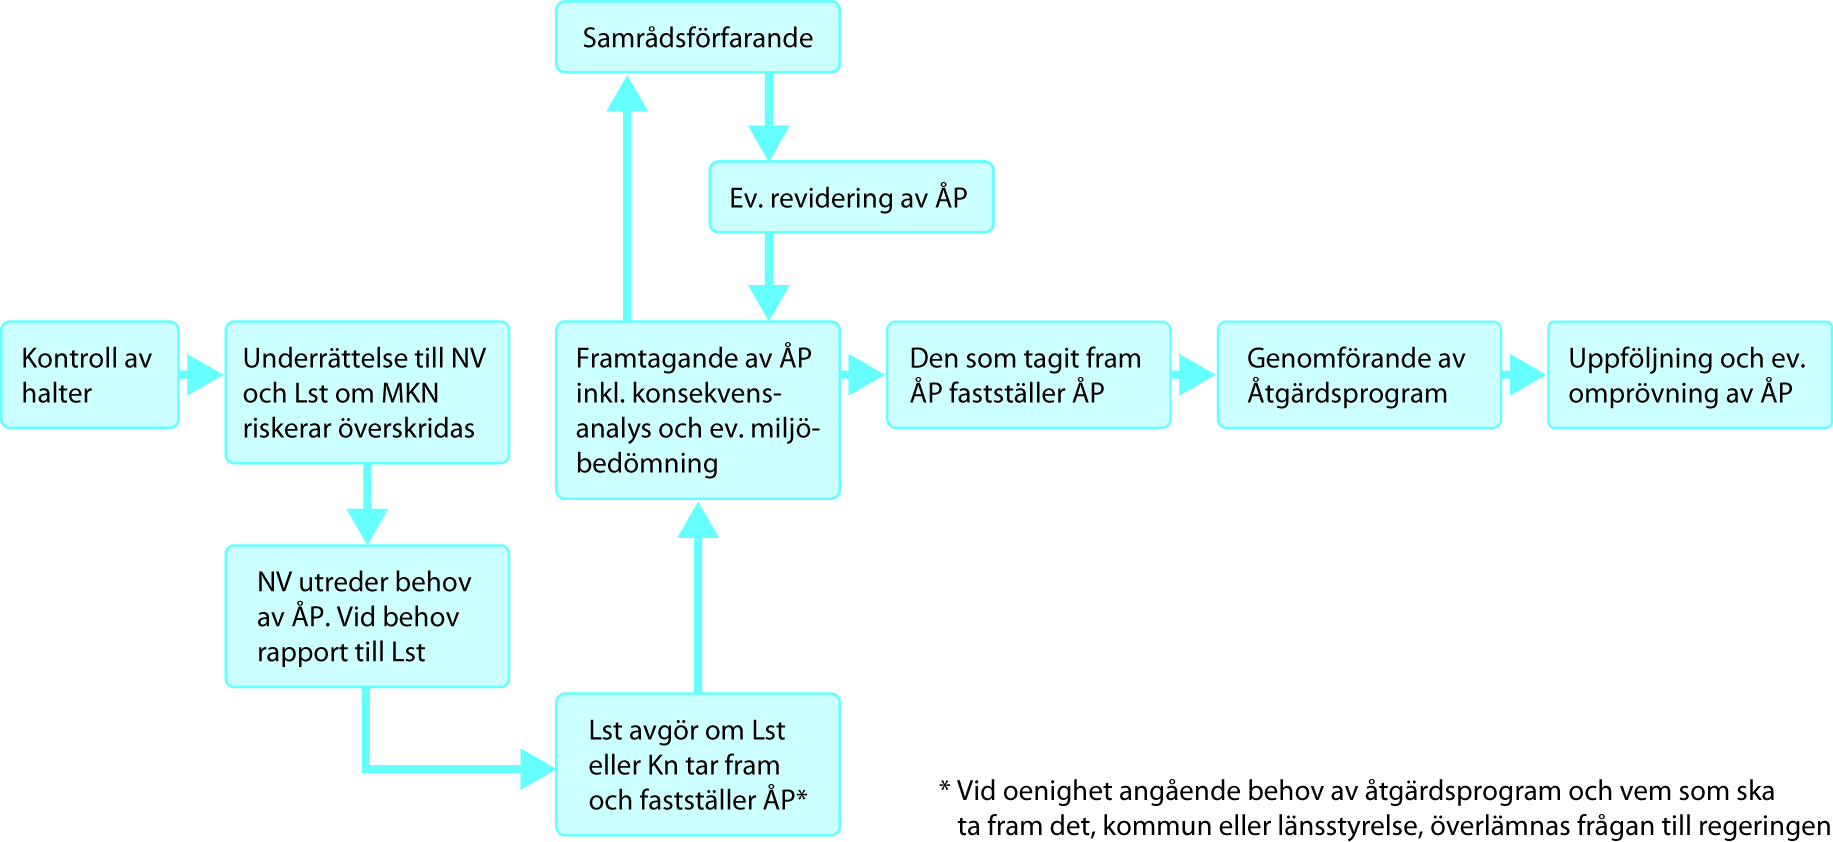 Samrådsförfarande
Ev. revidering av ÅP
Kontroll av
halter
Underrättelse till NV
och Lst om MKN
riskerar överskridas
Framtagande av ÅP
inkl. konsekvens-
analys och ev. miljö-
bedömning
Den som tagit fram
ÅP fastställer ÅP
Genomförande av
Åtgärdsprogram
Uppföljning och ev.
omprövning av ÅP
NV utreder behov
av ÅP. Vid behov
rapport till Lst
Lst avgör om Lst
eller Kn tar fram
och fastställer ÅP*
* Vid oenighet angående behov av åtgärdsprogram och vem som ska
ta fram det, kommun eller länsstyrelse, överlämnas frågan till regeringen